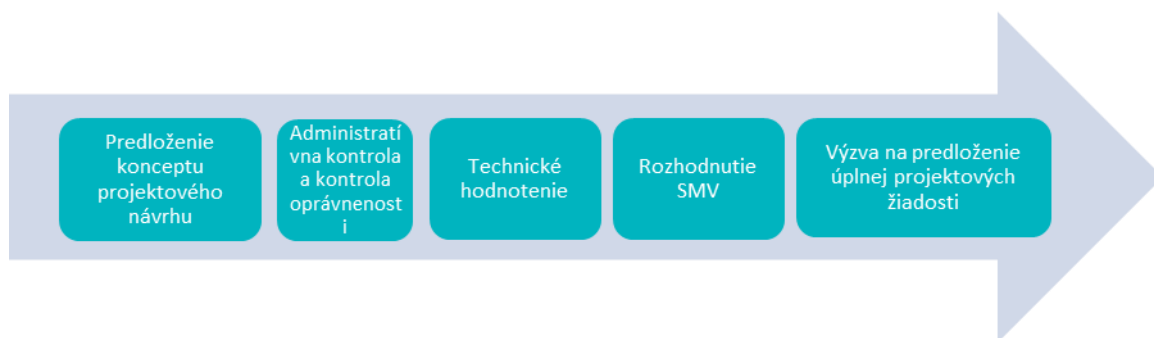 Predloženie
konceptu
projektového
návrhu
Administratí
vna kontrola
a kontrola
oprávnenost
i
Technické
hodnotenie
Rozhodnutie
SMV
Výzva na predloženie
úplnej projektových
žiadosti